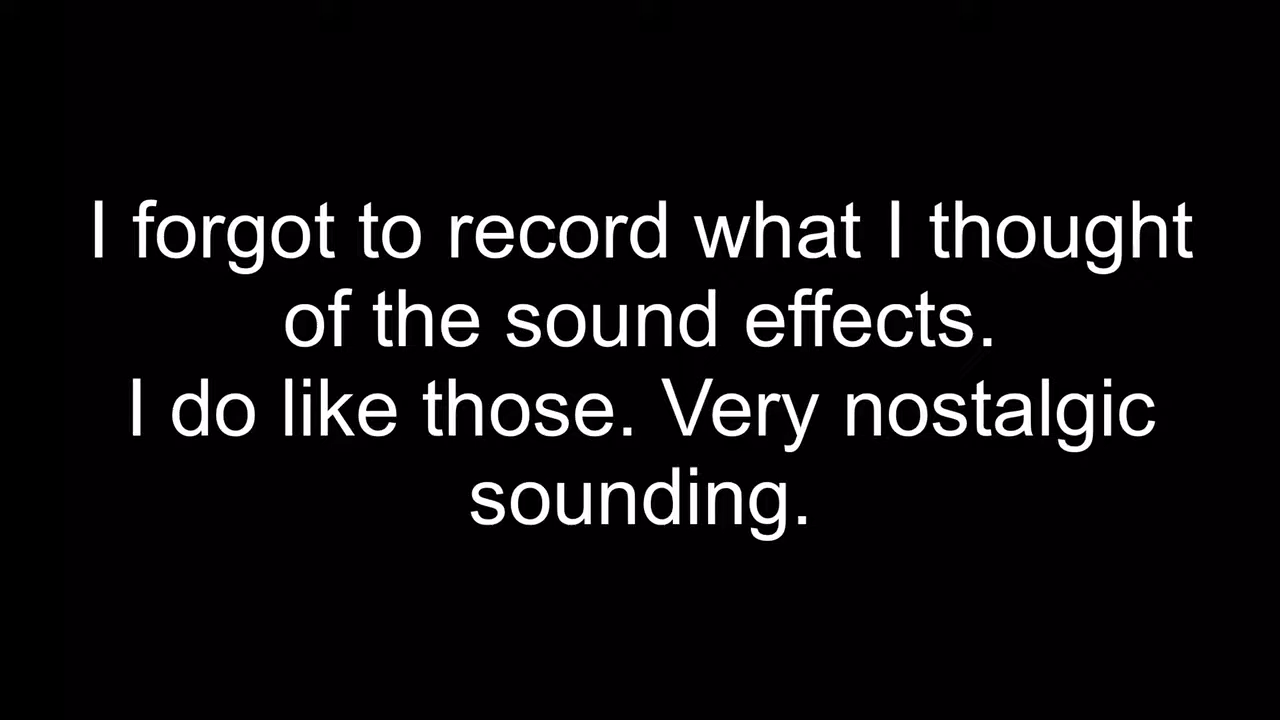 I forgot to record what I thought
of the sound effects.
I do like those. Very nostalgic
sounding.